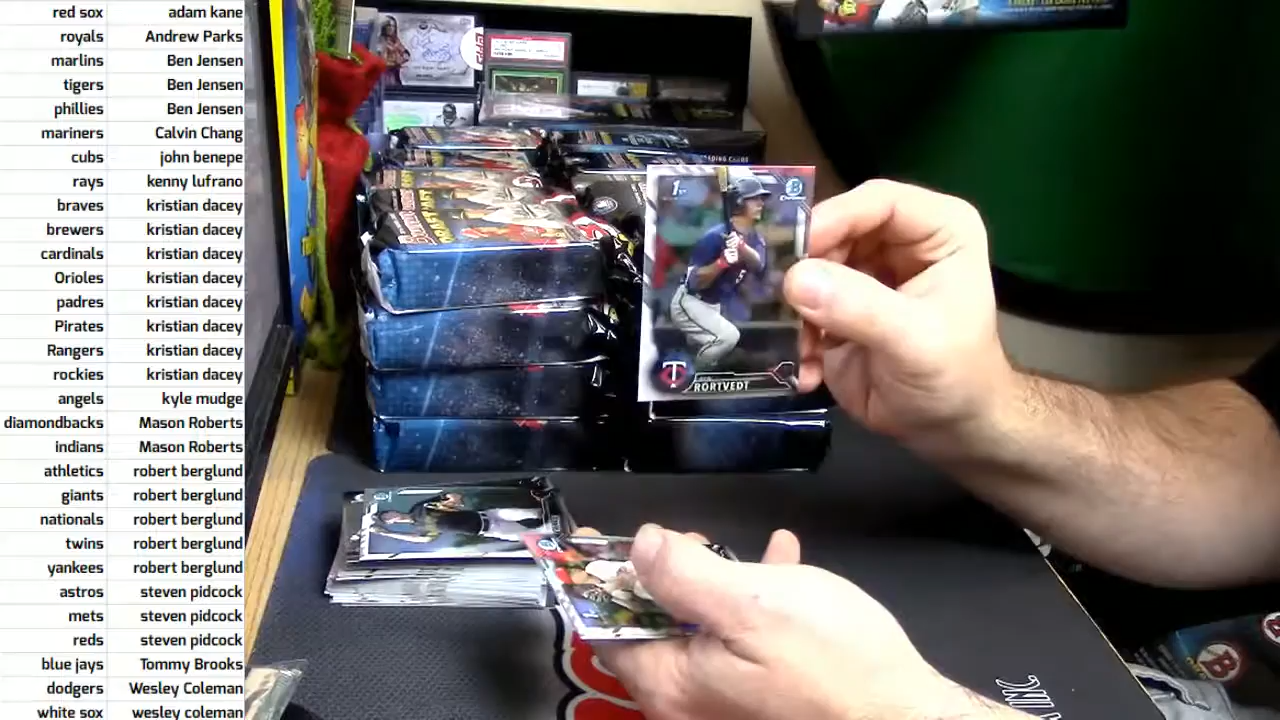 red sox adam kane
royals Andrew Parks
marlins Ben Jensen
tigers Ben Jensen
phillies Ben Jensen
mariners Calvin Chang
cubs john benepe
rays kenny lufrano
braves kristian dacey
brewers kristian dacey
cardinals kristian dacey
Orioles kristian dacey
padres kristian dacey
Pirates kristian dacey
Rangers kristian dacey
rockies kristian dacey
angels kyle mudge
diamondbacks Mason Roberts
indians Mason Roberts
athletics robert berglund
giants robert berglund
nationals robert berglund
twins robert berglund
yankees robert berglund
astros steven pidcock
mets steven pidcock
reds steven pidcock
blue jays Tommy Brooks
dodgers Wesley Coleman
white sox wesley coleman
TRADING CARDS
1st
B
Chrome
T
RORTVEDT
B
INC